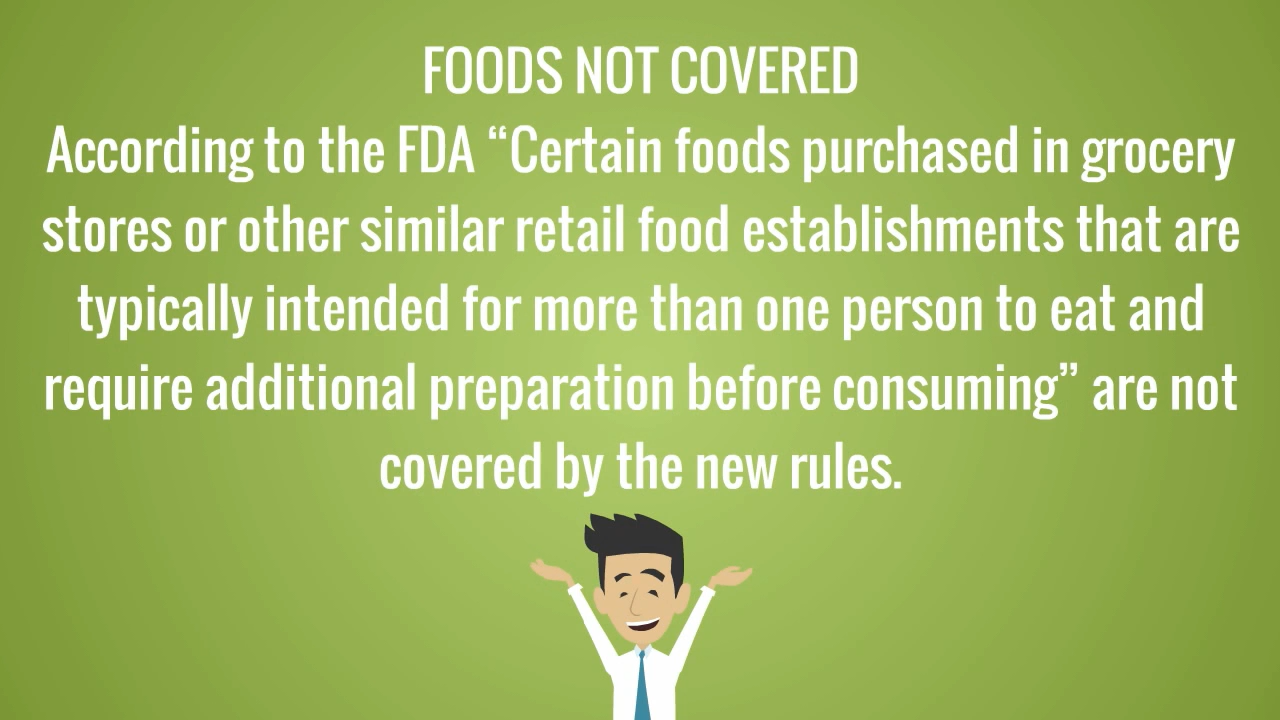 FOODS NOT COVERED
According to the FDA “Certain foods purchased in grocery
stores or other similar retail food establishments that are
typically intended for more than one person to eat and
require additional preparation before consuming” are not
covered by the new rules.